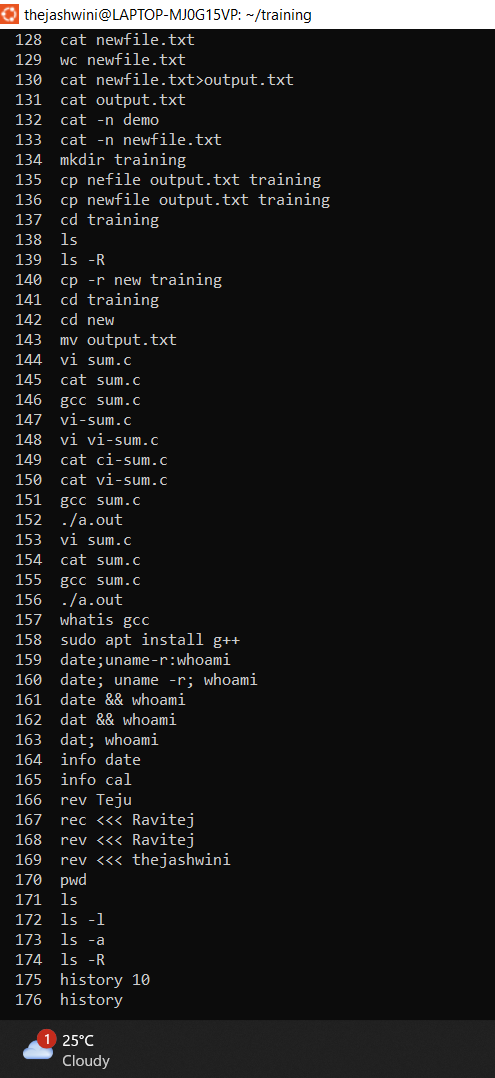 thejashwini@LAPTOP-MJ0G15VP: ~/training
128 cat newfile.txt
129 wc newfile.txt
130 cat newfile.txt>output.txt
131 cat output.txt
132 cat -n demo
133 cat -n newfile.txt
134 mkdir training
135 cp nefile output.txt training
136 cp newfile output.txt training
137 cd training
138 ls
139 ls -R
140 cp -r new training
141 cd training
142 cd new
143 mv output.txt
144 vi sum.c
145 cat sum.c
146 gcc sum.c
147 vi-sum.c
148 vi vi-sum.c
149 cat ci-sum.c
150 cat vi-sum.c
151 gcc sum.c
152 ./a.out
153 vi sum.c
154 cat sum.c
155 gcc sum.c
156 ./a.out
157 whatis gcc
158 sudo apt install g++
159 date;uname-r:whoami
160 date; uname -r; whoami
161 date && whoami
162 dat && whoami
163 dat; whoami
164 info date
165 info cal
166 rev Teju
167 rec <<< Ravitej
168 rev <<< Ravitej
169 rev <<< thejashwini
170 pwd
171 ls
172 ls -l
173 ls -a
174 ls -R
175 history 10
176 history
1
25°C
Cloudy